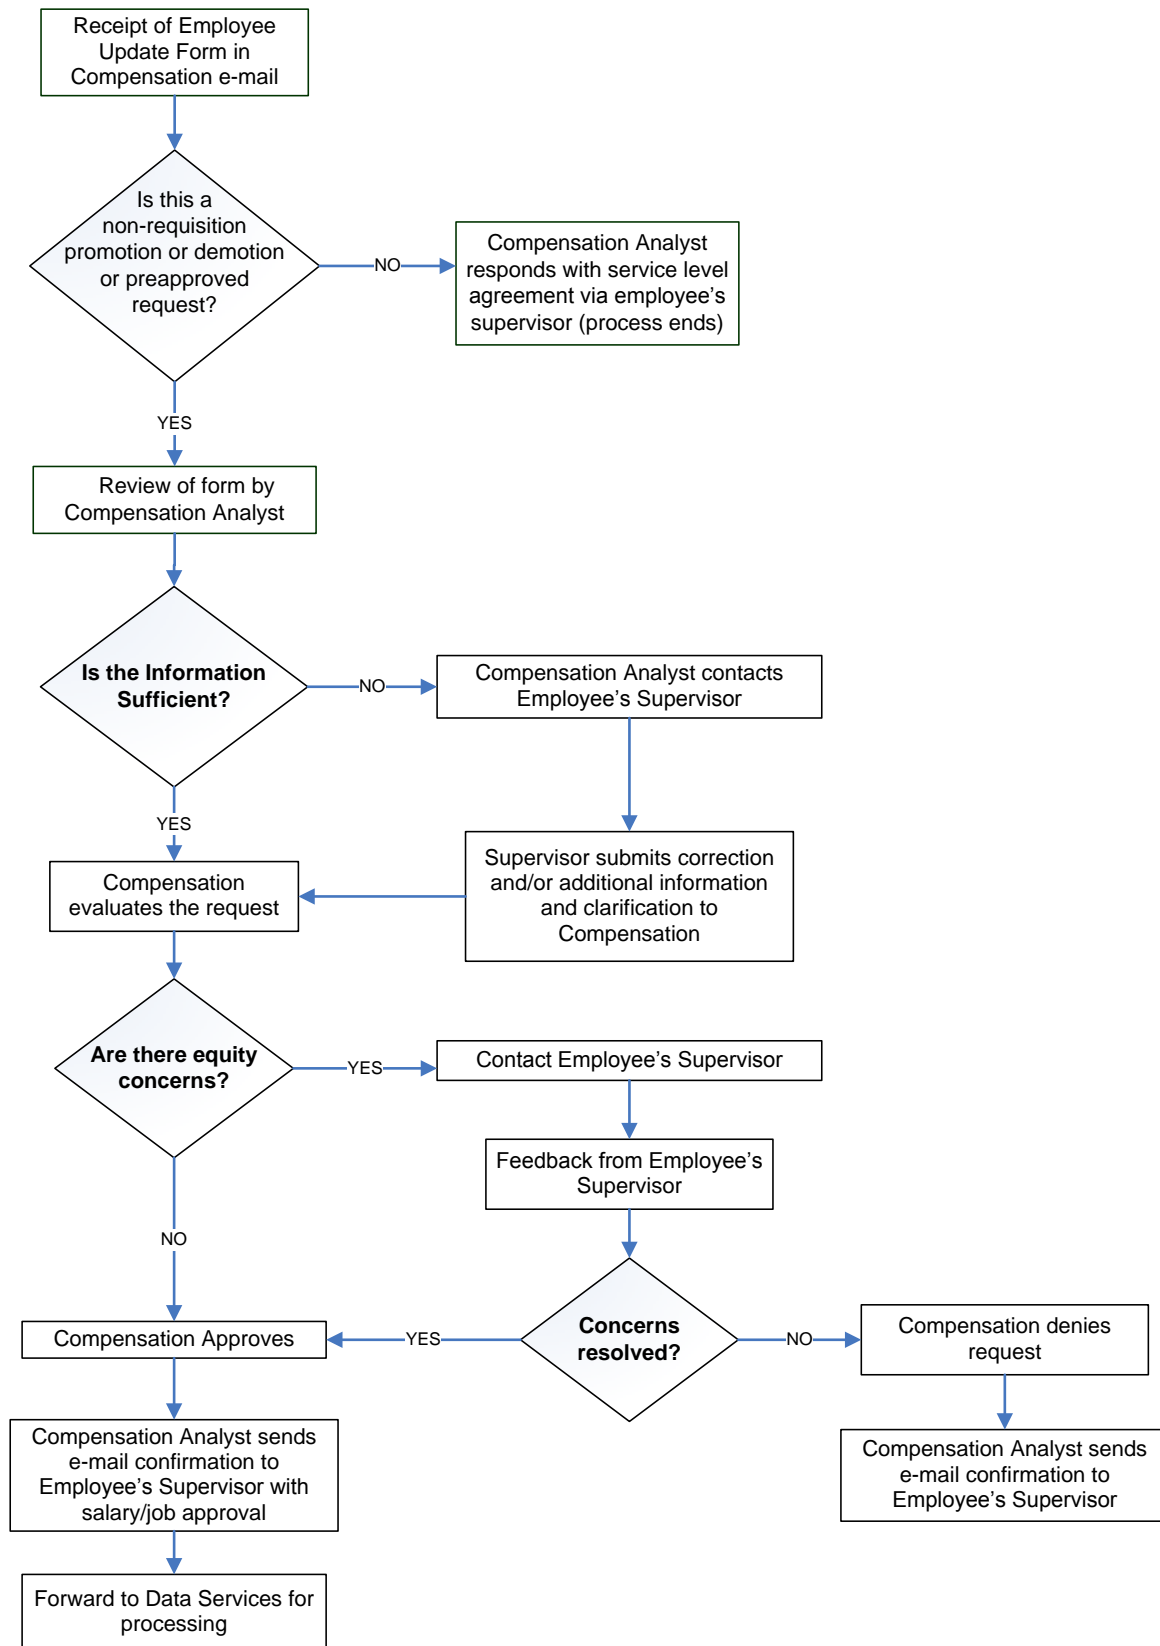 Receipt of Employee
Update Form in
Compensation e-mail
Is this a
non-requisition
promotion or demotion
or preapproved
request?
NO
Compensation Analyst
responds with service level
agreement via employee’s
supervisor (process ends)
YES
Review of form by
Compensation Analyst
Is the Information
Sufficient?
NO
Compensation Analyst contacts
Employee’s Supervisor
YES
Supervisor submits correction
and/or additional information
and clarification to
Compensation
Compensation
evaluates the request
Are there equity
concerns?
YES
Contact Employee’s Supervisor
Feedback from Employee’s
Supervisor
NO
Compensation Approves
YES
Concerns
resolved?
NO
Compensation denies
request
Compensation Analyst sends
e-mail confirmation to
Employee’s Supervisor with
salary/job approval
Compensation Analyst sends
e-mail confirmation to
Employee’s Supervisor
Forward to Data Services for
processing